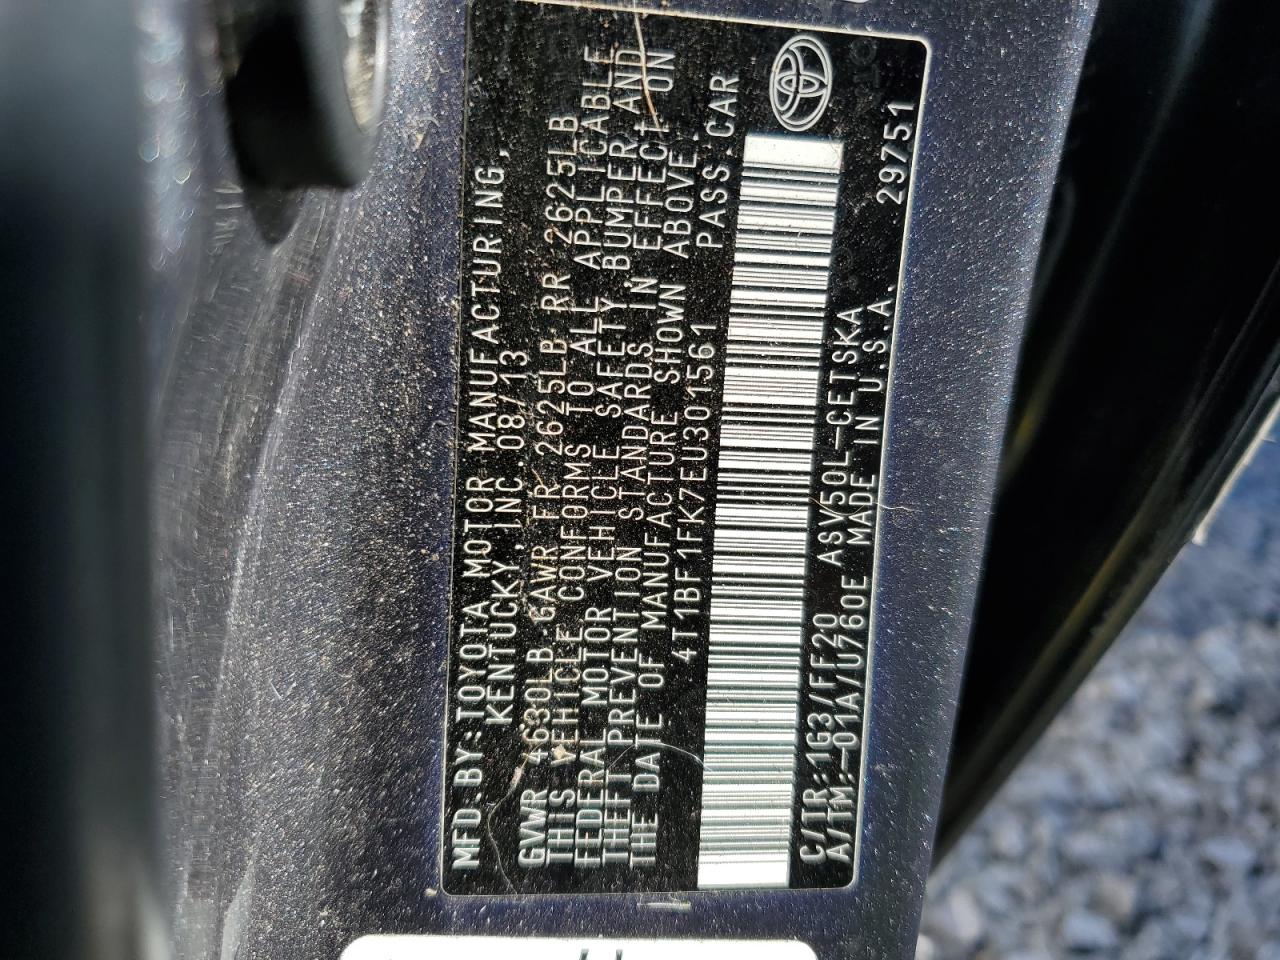 MFD.BY:TOYOTA MOTOR MANUFACTURING,
KENTUCKY,INC.08/13
GVWR 4630LB GAWR FR 2625LB RR 2625LB
THIS VEHICLE CONFORMS TO ALL APPLICABLE
FEDERAL MOTOR VEHICLE SAFETY,BUMPER,AND
THEFT PREVENTION STANDARDS IN EFFECT ON
THE DATE OF MANUFACTURE SHOWN ABOVE.
4T1BF1FK7EU301561 PASS.CAR
C/TR:1G3/FF20 ASV50L-CETSKA
A/TM:-01A/U760E MADE IN U.S.A. 29751